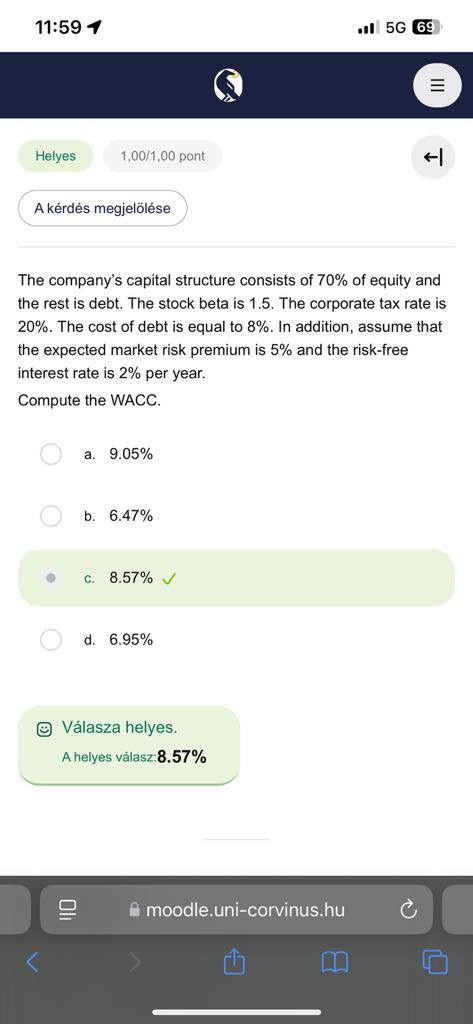 11:59
5G 69
Helyes
1,00/1,00 pont
A kérdés megjelölése
The company's capital structure consists of 70% of equity and
the rest is debt. The stock beta is 1.5. The corporate tax rate is
20%. The cost of debt is equal to 8%. In addition, assume that
the expected market risk premium is 5% and the risk-free
interest rate is 2% per year.
Compute the WACC.
a. 9.05%
b. 6.47%
c. 8.57%
d. 6.95%
Válasza helyes.
A helyes válasz:8.57%
moodle.uni-corvinus.hu